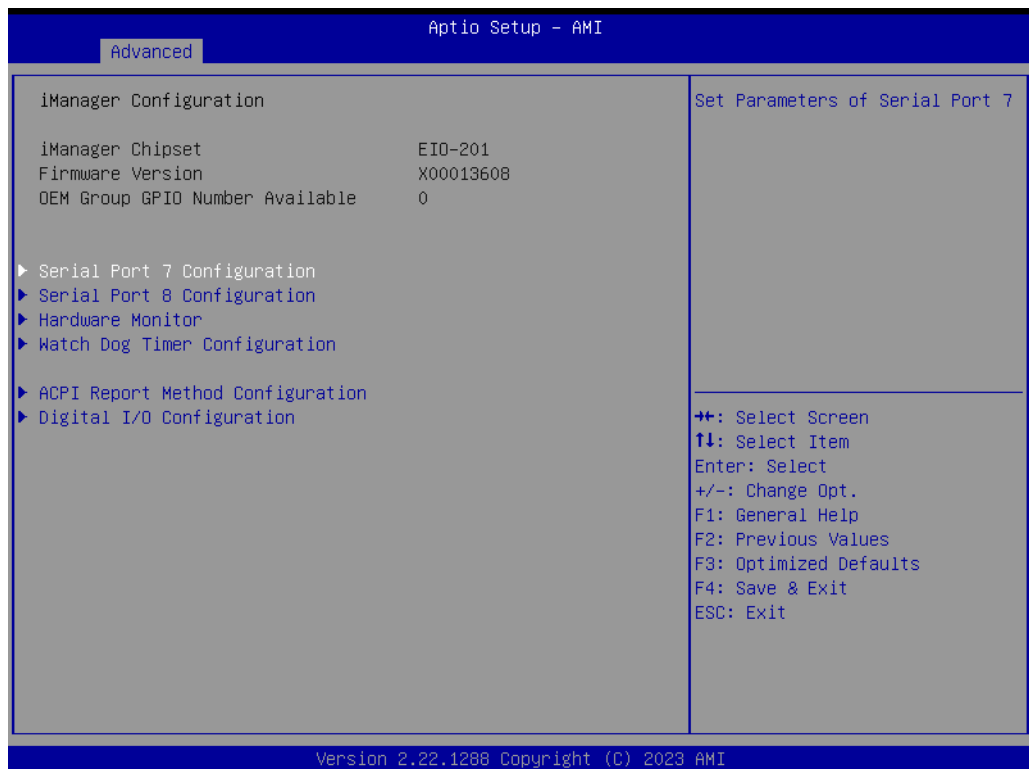 Aptio Setup – AMI
Advanced
iManager Configuration
iManager Chipset EIO-201
Firmware Version X00013608
OEM Group GPIO Number Available 0
▶ Serial Port 7 Configuration
▶ Serial Port 8 Configuration
▶ Hardware Monitor
▶ Watch Dog Timer Configuration
▶ ACPI Report Method Configuration
▶ Digital I/O Configuration
Set Parameters of Serial Port 7
→←: Select Screen
↑↓: Select Item
Enter: Select
+/-: Change Opt.
F1: General Help
F2: Previous Values
F3: Optimized Defaults
F4: Save & Exit
ESC: Exit
Version 2.22.1288 Copyright (C) 2023 AMI